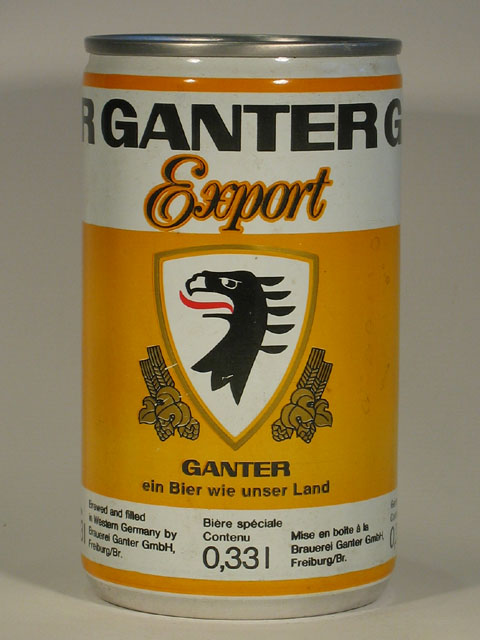 R GANTER G
Export
GANTER
ein Bier wie unser Land
Brewed and filled
in Western Germany by
Brauerei Ganter GmbH,
Freiburg/Br.
Bière spéciale
Contenu
0,33 l
Mise en boîte à la
Brauerei Ganter GmbH,
Freiburg/Br.